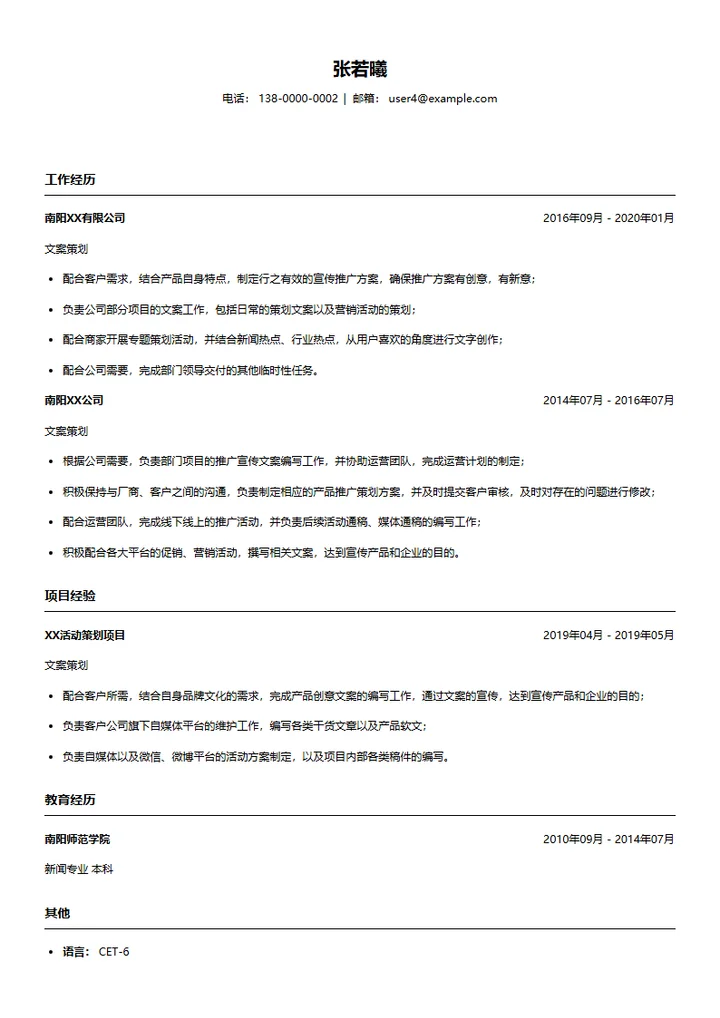 张若曦
电话： 138-0000-0002 | 邮箱： user4@example.com
工作经历
南阳XX有限公司 2016年09月 - 2020年01月
文案策划
• 配合客户需求，结合产品自身特点，制定行之有效的宣传推广方案，确保推广方案有创意，有新意；
• 负责公司部分项目的文案工作，包括日常的策划文案以及营销活动的策划；
• 配合商家开展专题策划活动，并结合新闻热点、行业热点，从用户喜欢的角度进行文字创作；
• 配合公司需要，完成部门领导交付的其他临时性任务。
南阳XX公司 2014年07月 - 2016年07月
文案策划
• 根据公司需要，负责部门项目的推广宣传文案编写工作，并协助运营团队，完成运营计划的制定；
• 积极保持与厂商、客户之间的沟通，负责制定相应的产品推广策划方案，并及时提交客户审核，及时对存在的问题进行修改；
• 配合运营团队，完成线下线上的推广活动，并负责后续活动通稿、媒体通稿的编写工作；
• 积极配合各大平台的促销、营销活动，撰写相关文案，达到宣传产品和企业的目的。
项目经验
XX活动策划项目 2019年04月 - 2019年05月
文案策划
• 配合客户所需，结合自身品牌文化的需求，完成产品创意文案的编写工作，通过文案的宣传，达到宣传产品和企业的目的；
• 负责客户公司旗下自媒体平台的维护工作，编写各类干货文章以及产品软文；
• 负责自媒体以及微信、微博平台的活动方案制定，以及项目内部各类稿件的编写。
教育经历
南阳师范学院 2010年09月 - 2014年07月
新闻专业 本科
其他
• 语言： CET-6